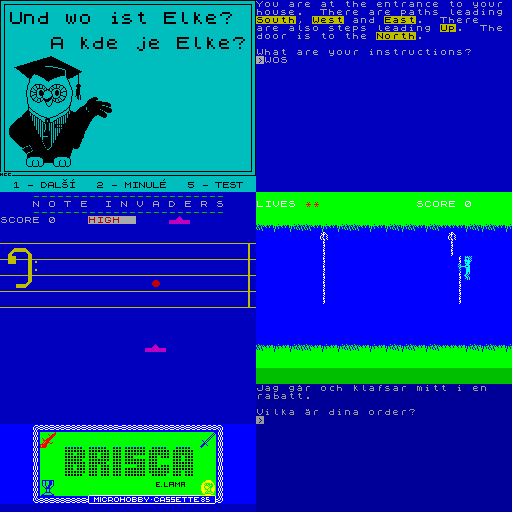 Und wo ist Elke?
A kde je Elke?
1 - DALŠÍ 2 - MINULÉ 5 - TEST
You are at the entrance to your
house. There are paths leading
South, West and East. There
are also steps leading Up. The
door is to the North.
What are your instructions?
>WOS
NOTE INVADERS
SCORE 0 HIGH
LIVES ** SCORE 0
Jag går och klafsar mitt i en
rabatt.
Vilka är dina order?
>
BRISCA
E.LAMA
MICROHOBBY-CASSETTE 85